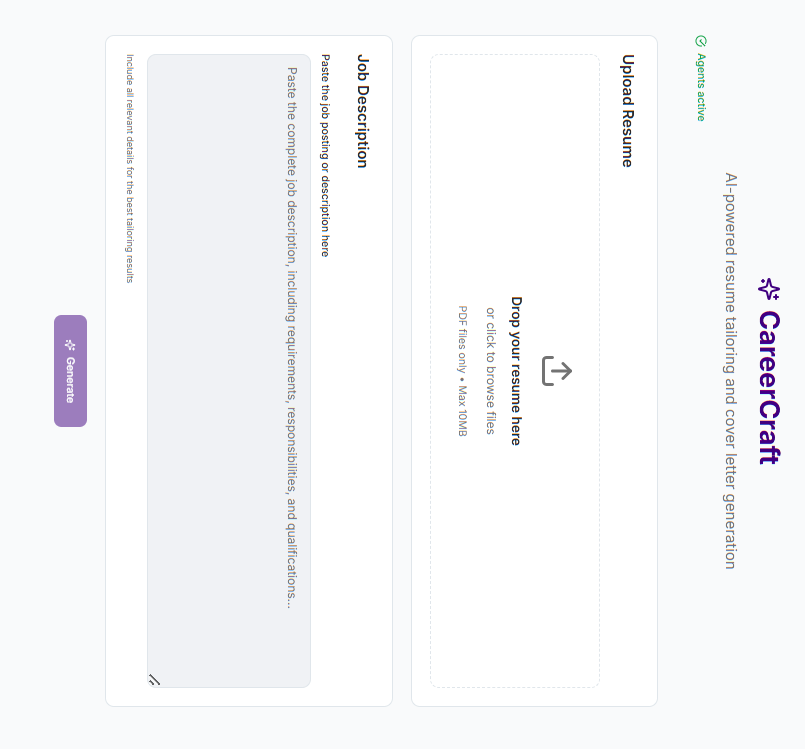 CareerCraft
AI-powered resume tailoring and cover letter generation
Agents active
Upload Resume
Drop your resume here
or click to browse files
PDF files only • Max 10MB
Job Description
Paste the job posting or description here
Paste the complete job description, including requirements, responsibilities, and qualifications...
Include all relevant details for the best tailoring results
Generate